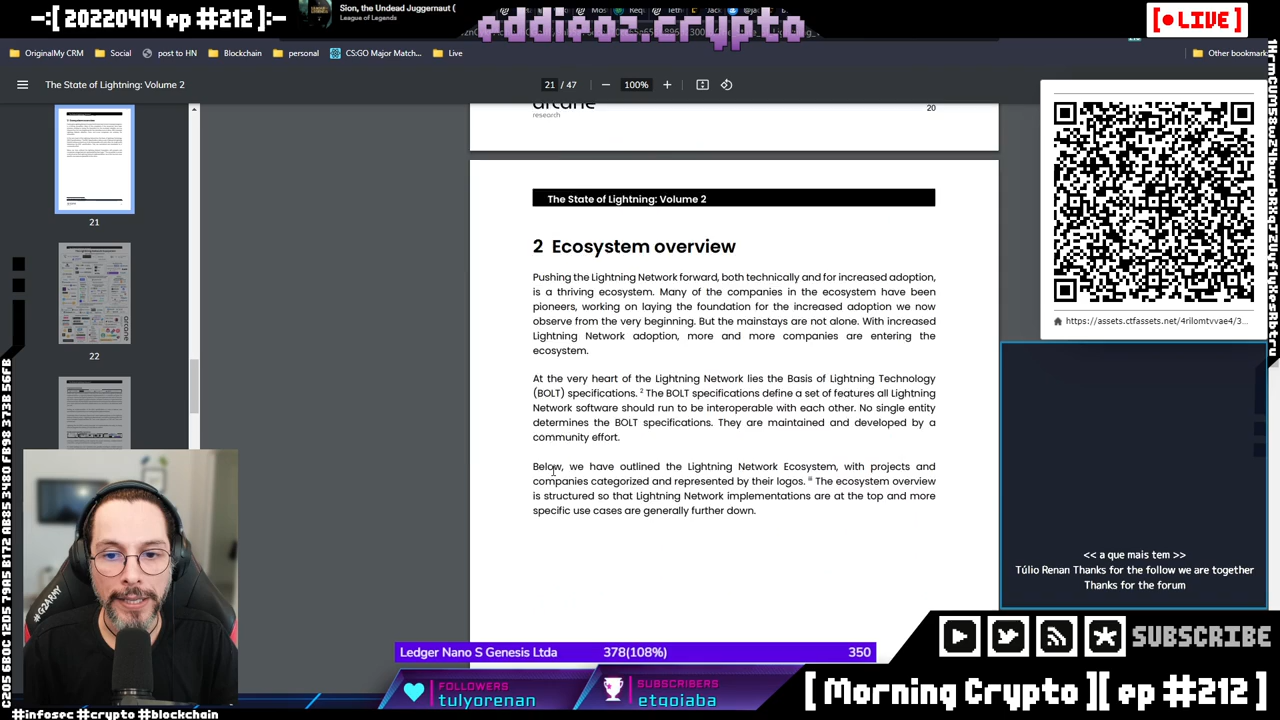 -:[ 20220414 ep #212]:-
Sion, the Undead Juggernaut (
League of Legends
eddieoz.crypto
[ • LIVE ]
OriginalMy CRM
Social
post to HN
Blockchain
personal
CS:GO Major Match...
Live
Other bookmark
The State of Lightning: Volume 2
21 / 47
100%
arcane
research
20
21
22
The State of Lightning: Volume 2
2 Ecosystem overview
Pushing the Lightning Network forward, both technically and for increased adoption,
is a thriving ecosystem. Many of the companies in the ecosystem have been
pioneers, working on laying the foundation for the increased adoption we now
observe from the very beginning. But the mainstays are not alone. With increased
Lightning Network adoption, more and more companies are entering the
ecosystem.
At the very heart of the Lightning Network lies the Basis of Lightning Technology
(BOLT) specifications. 2 The BOLT specifications define a set of features all Lightning
Network software should run to be interoperable with each other. No single entity
determines the BOLT specifications. They are maintained and developed by a
community effort.
Below, we have outlined the Lightning Network Ecosystem, with projects and
companies categorized and represented by their logos. iii The ecosystem overview
is structured so that Lightning Network implementations are at the top and more
specific use cases are generally further down.
https://assets.ctfassets.net/4rilomtvvae4/3...
<< a que mais tem >>
Túlio Renan Thanks for the follow we are together
Thanks for the forum
SUBSCRIBE
Ledger Nano S Genesis Ltda
378(108%)
350
FOLLOWERS
tulyorenan
SUBSCRIBERS
etgoiaba
[ Morning Crypto ][ ep #212 ]
#infosec #crypto #blockchain